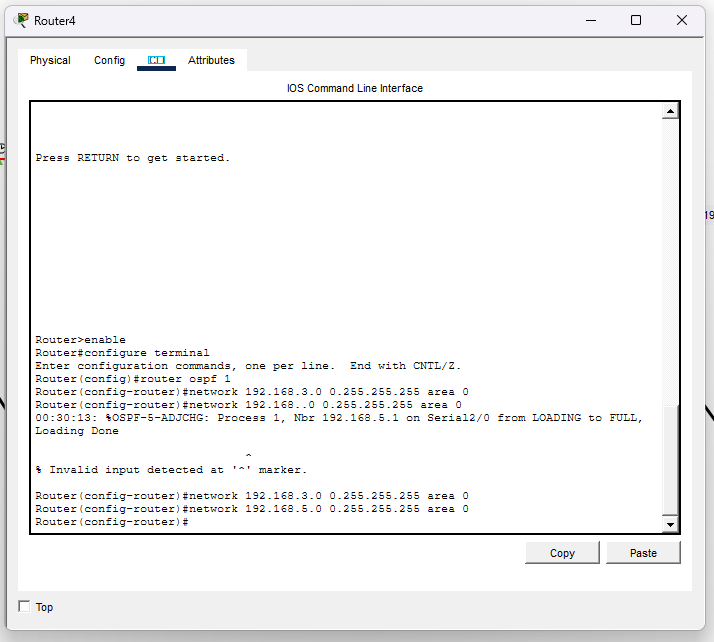 Router4
Physical Config CLI Attributes
IOS Command Line Interface
Press RETURN to get started.
Router>enable
Router#configure terminal
Enter configuration commands, one per line.  End with CNTL/Z.
Router(config)#router ospf 1
Router(config-router)#network 192.168.3.0 0.255.255.255 area 0
Router(config-router)#network 192.168..0 0.255.255.255 area 0
00:30:13: %OSPF-5-ADJCHG: Process 1, Nbr 192.168.5.1 on Serial2/0 from LOADING to FULL,
Loading Done
^
% Invalid input detected at '^' marker.
Router(config-router)#network 192.168.3.0 0.255.255.255 area 0
Router(config-router)#network 192.168.5.0 0.255.255.255 area 0
Router(config-router)#
Copy Paste
Top
19